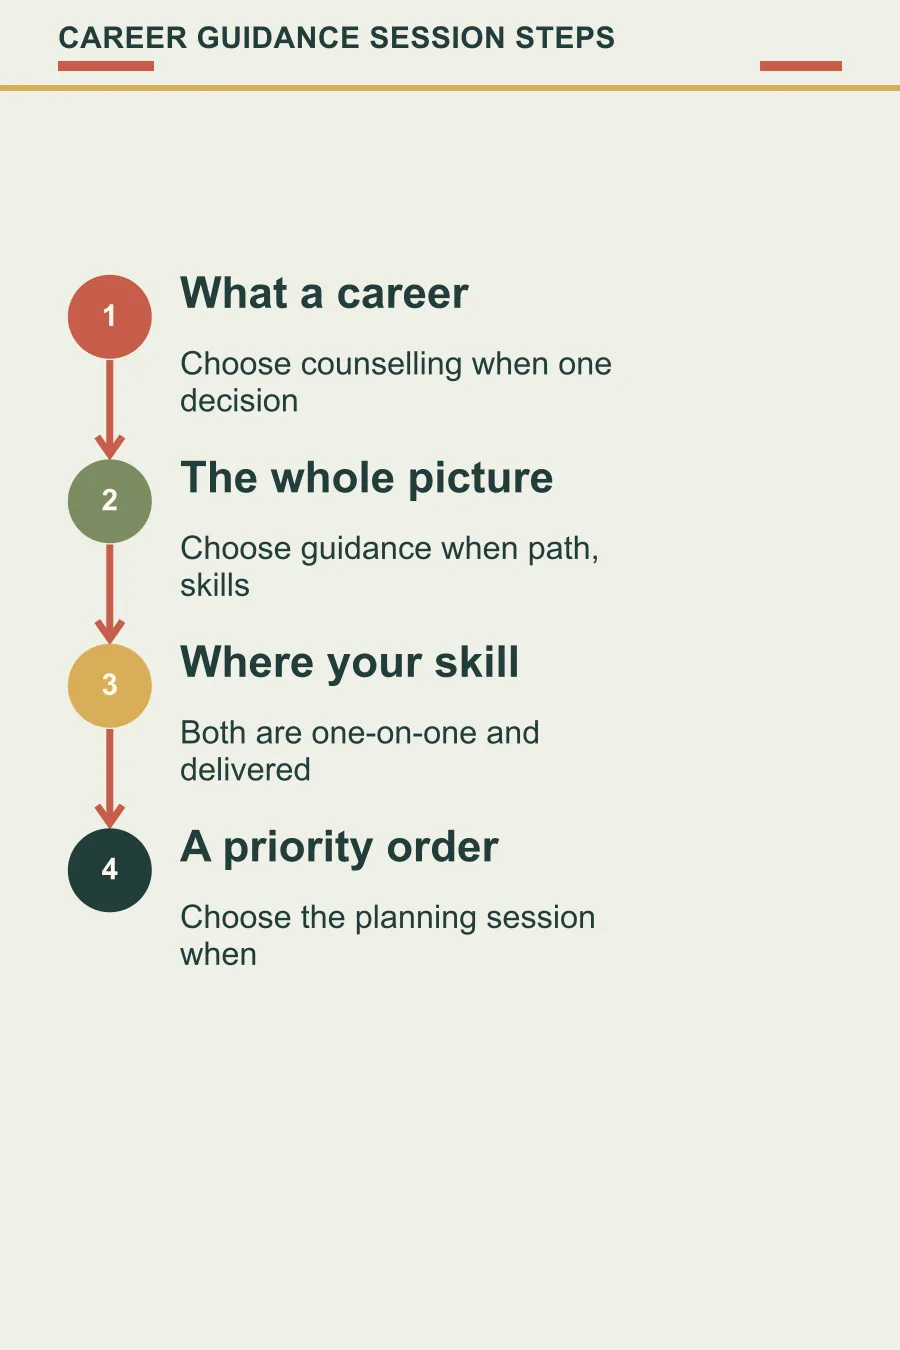 CAREER GUIDANCE SESSION STEPS
1
What a career
Choose counselling when one
decision
2
The whole picture
Choose guidance when path,
skills
3
Where your skill
Both are one-on-one and
delivered
4
A priority order
Choose the planning session
when